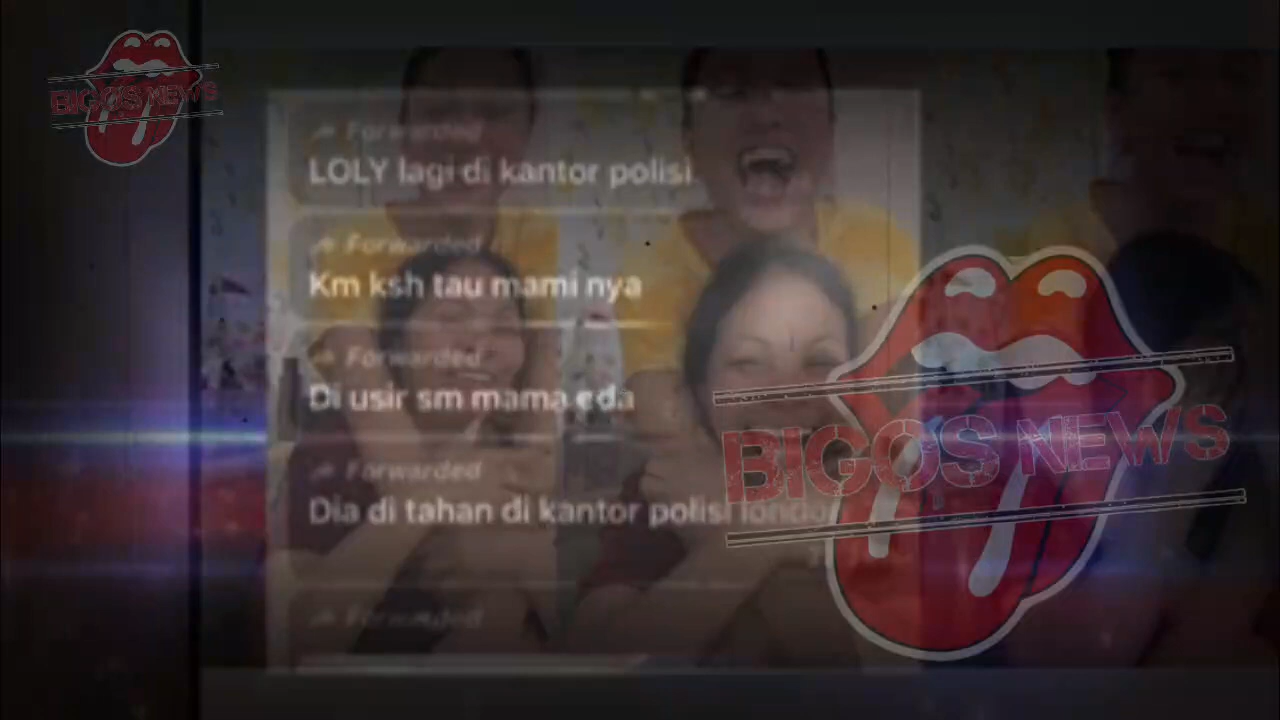 BIGOS NEWS
Forwarded
LOLY lagi di kantor polisi
Forwarded
Km ksh tau mami nya
Forwarded
Di usir sm mama eda
Forwarded
Dia di tahan di kantor polisi london
BIGOS NEWS
Forwarded